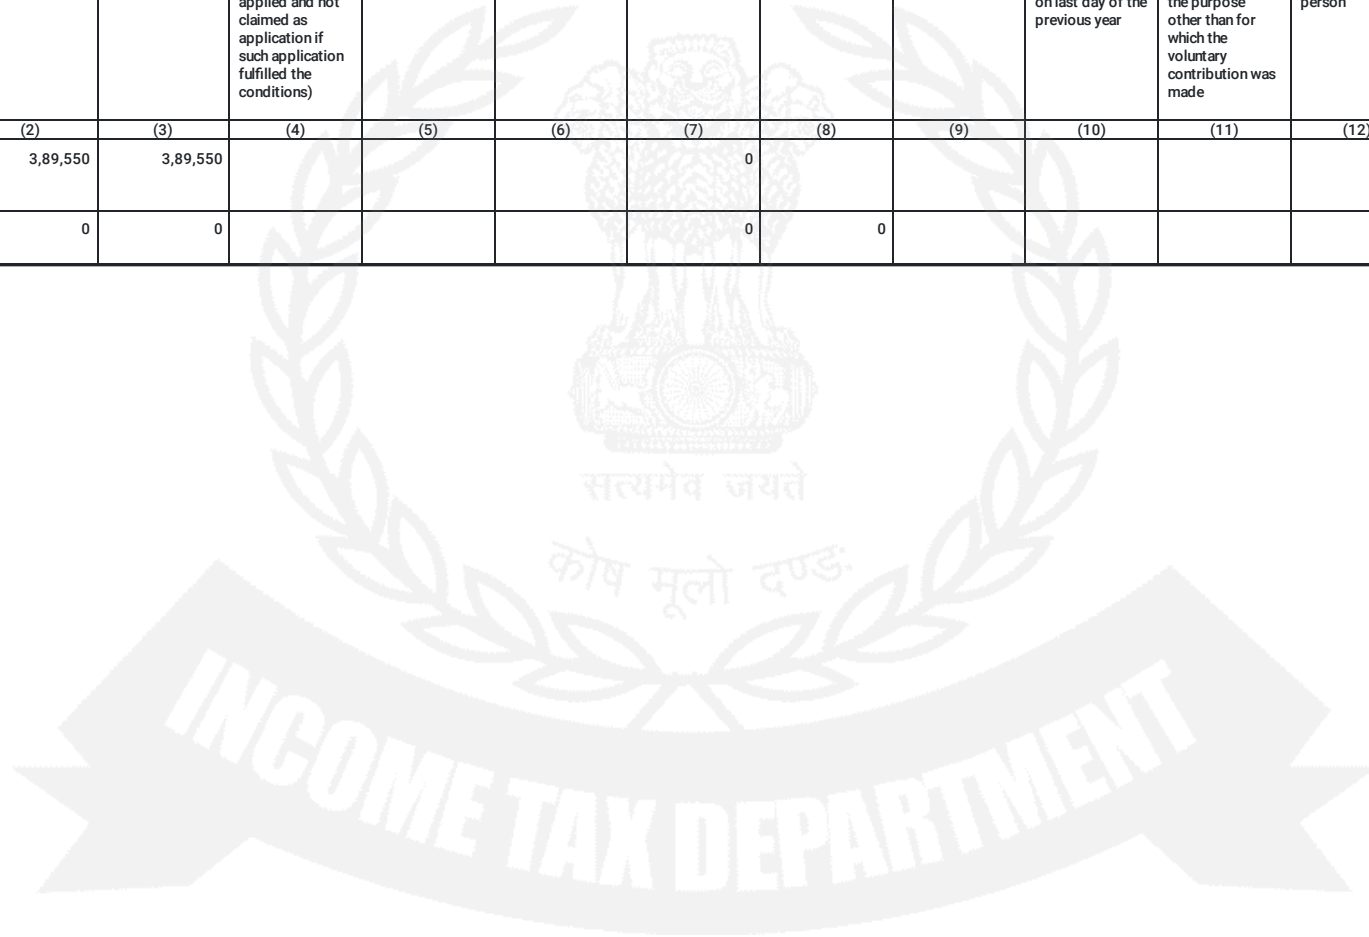 applied and not
claimed as
application if
such application
fulfilled the
conditions)
on last day of the
previous year
the purpose
other than for
which the
voluntary
contribution was
made
person
(2) (3) (4) (5) (6) (7) (8) (9) (10) (11) (12)
3,89,550 3,89,550 0
0 0 0 0
सत्यमेव जयते
कोष मूलो दण्डः
INCOME TAX DEPARTMENT